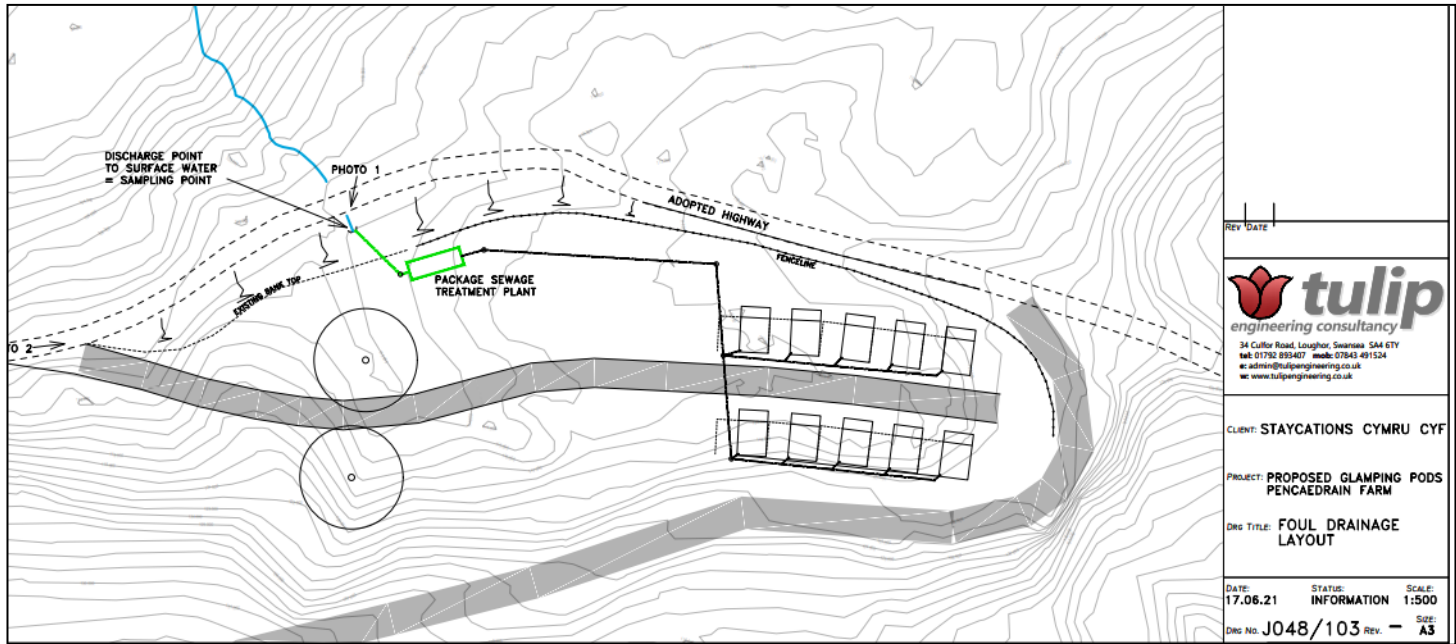 DISCHARGE POINT
TO SURFACE WATER
= SAMPLING POINT
PHOTO 1
ADOPTED HIGHWAY
FENCELINE
PACKAGE SEWAGE
TREATMENT PLANT
EXISTING BANK TOP
TO 2
REV DATE
tulip
engineering consultancy
34 Culfor Road, Loughor, Swansea SA4 6TY
tel: 01792 893407 mob: 07843 491524
e: admin@tulipengineering.co.uk
w: www.tulipengineering.co.uk
CLIENT: STAYCATIONS CYMRU CYF
PROJECT: PROPOSED GLAMPING PODS
PENCAEDRAIN FARM
DRG TITLE: FOUL DRAINAGE
LAYOUT
DATE: STATUS: SCALE:
17.06.21 INFORMATION 1:500
DRG NO. J048/103 REV. – SIZE: A3